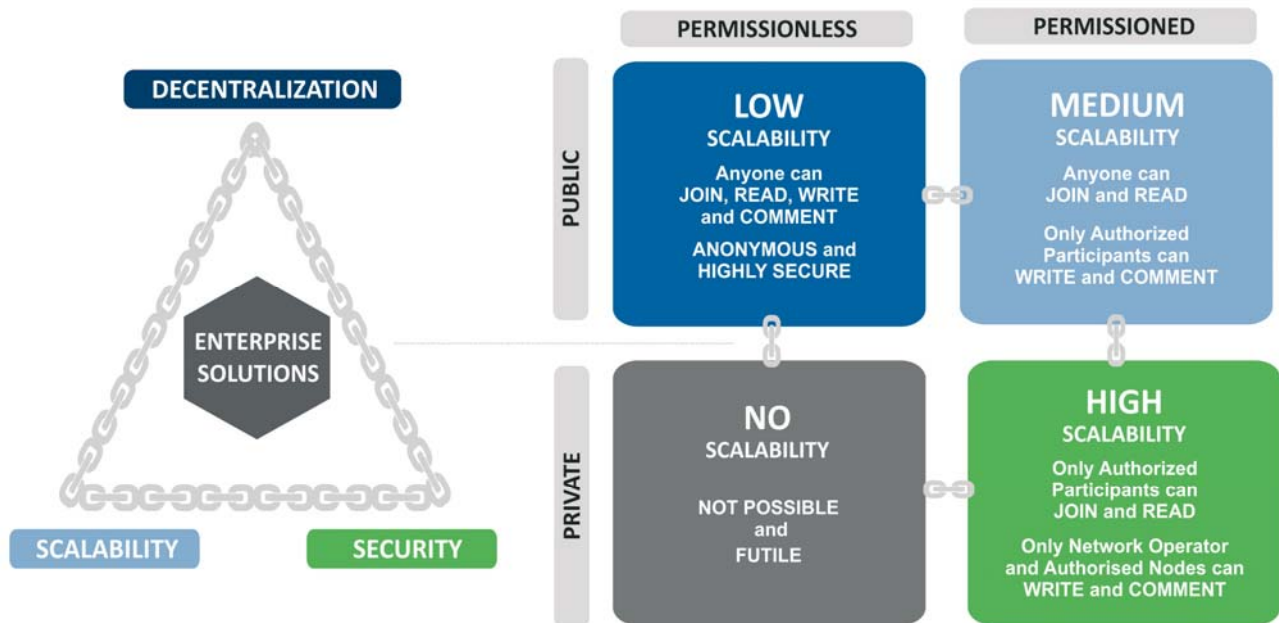 DECENTRALIZATION
ENTERPRISE
SOLUTIONS
SCALABILITY
SECURITY
PERMISSIONLESS
PERMISSIONED
PUBLIC
LOW
SCALABILITY
Anyone can
JOIN, READ, WRITE
and COMMENT
ANONYMOUS and
HIGHLY SECURE
MEDIUM
SCALABILITY
Anyone can
JOIN and READ
Only Authorized
Participants can
WRITE and COMMENT
PRIVATE
NO
SCALABILITY
NOT POSSIBLE
and
FUTILE
HIGH
SCALABILITY
Only Authorized
Participants can
JOIN and READ
Only Network Operator
and Authorised Nodes can
WRITE and COMMENT